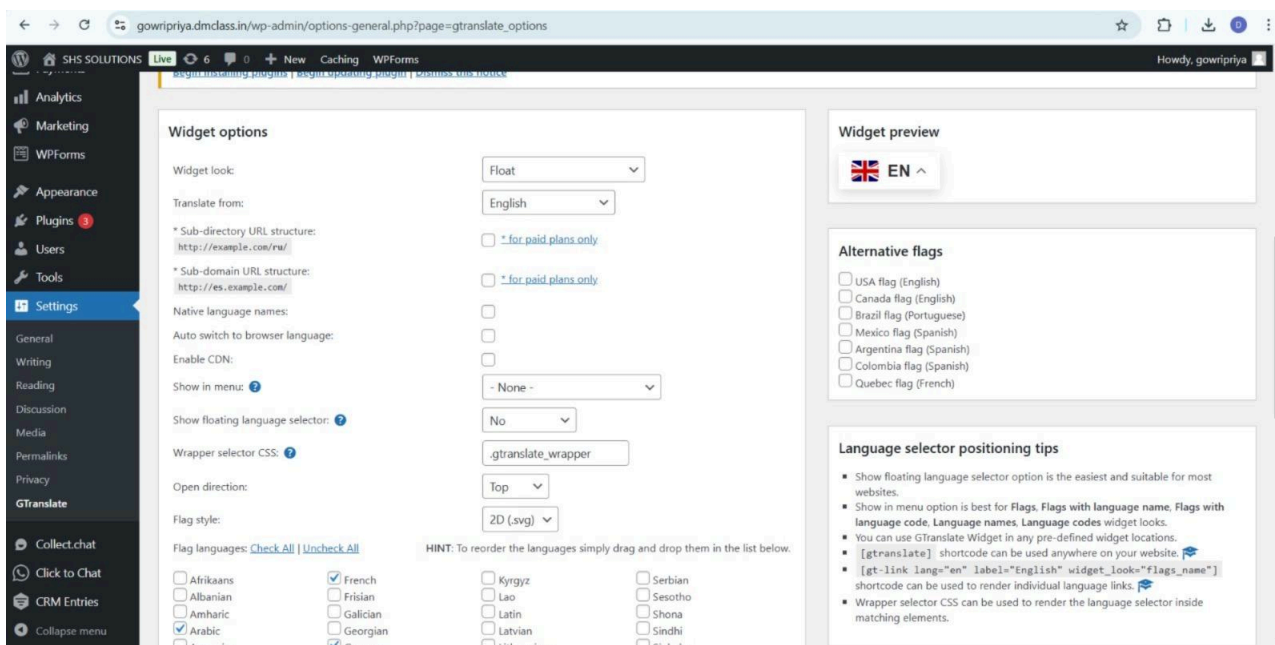 gowripriya.dmclass.in/wp-admin/options-general.php?page=gtranslate_options
SHS SOLUTIONS Live 6 0 New Caching WPForms Howdy, gowripriya
Begin installing plugins | Begin updating plugin | Dismiss this notice
Analytics
Marketing
WPForms
Appearance
Plugins 3
Users
Tools
Settings
General
Writing
Reading
Discussion
Media
Permalinks
Privacy
GTranslate
Collect.chat
Click to Chat
CRM Entries
Collapse menu
Widget options
Widget look: Float
Translate from: English
* Sub-directory URL structure:
http://example.com/ru/
* for paid plans only
* Sub-domain URL structure:
http://es.example.com/
* for paid plans only
Native language names:
Auto switch to browser language:
Enable CDN:
Show in menu: ? - None -
Show floating language selector: ? No
Wrapper selector CSS: ? .gtranslate_wrapper
Open direction: Top
Flag style: 2D (.svg)
Flag languages: Check All | Uncheck All HINT: To reorder the languages simply drag and drop them in the list below.
Afrikaans French Kyrgyz Serbian
Albanian Frisian Lao Sesotho
Amharic Galician Latin Shona
Arabic Georgian Latvian Sindhi
Widget preview
EN
Alternative flags
USA flag (English)
Canada flag (English)
Brazil flag (Portuguese)
Mexico flag (Spanish)
Argentina flag (Spanish)
Colombia flag (Spanish)
Quebec flag (French)
Language selector positioning tips
Show floating language selector option is the easiest and suitable for most
websites.
Show in menu option is best for Flags, Flags with language name, Flags with
language code, Language names, Language codes widget looks.
You can use GTranslate Widget in any pre-defined widget locations.
[gtranslate] shortcode can be used anywhere on your website.
[gt-link lang="en" label="English" widget_look="flags_name"]
shortcode can be used to render individual language links.
Wrapper selector CSS can be used to render the language selector inside
matching elements.